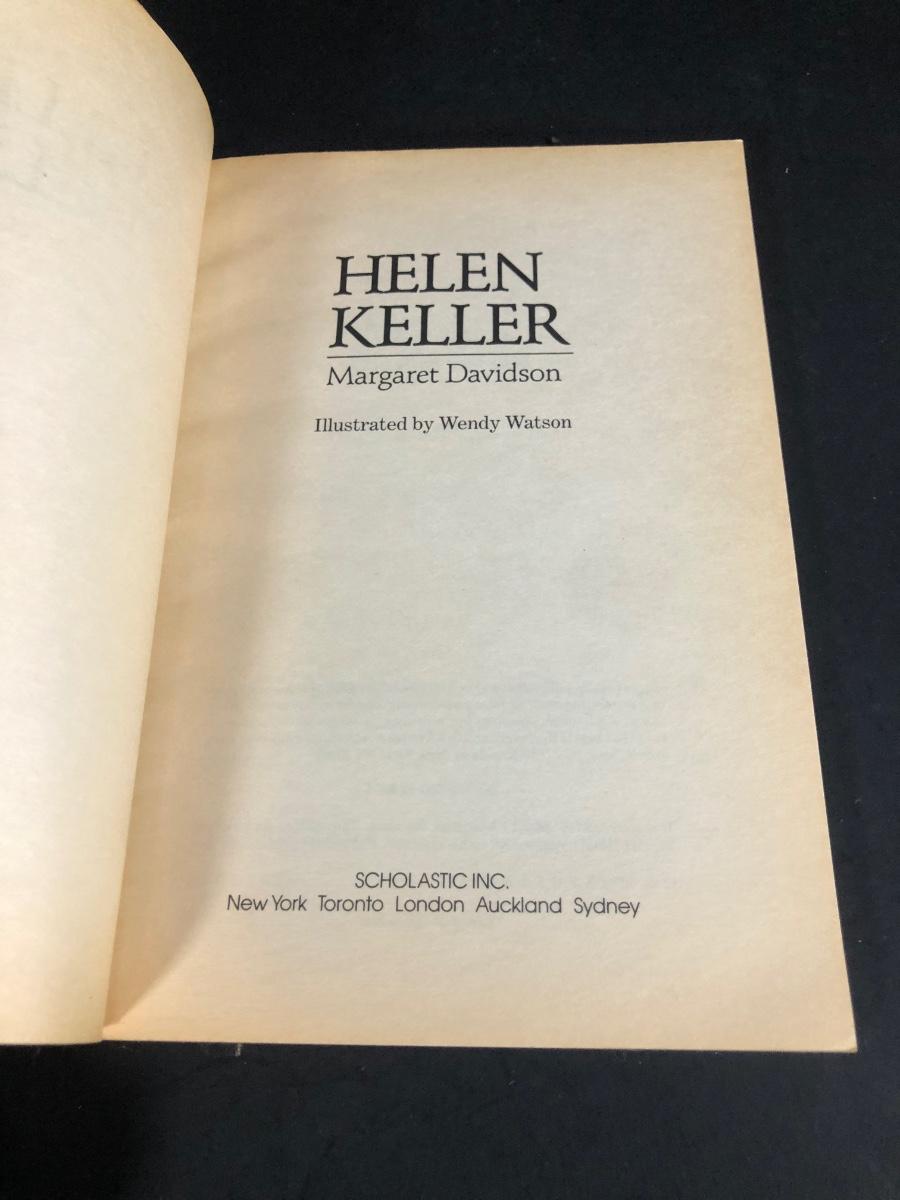 HELEN
KELLER
Margaret Davidson
Illustrated by Wendy Watson
SCHOLASTIC INC.
New York Toronto London Auckland Sydney